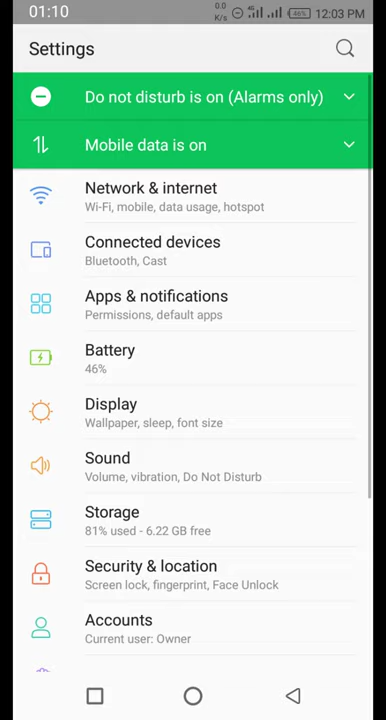 01:10
0.0
K/s
4G
46%
12:03 PM
Settings
Do not disturb is on (Alarms only)
Mobile data is on
Network & internet
Wi-Fi, mobile, data usage, hotspot
Connected devices
Bluetooth, Cast
Apps & notifications
Permissions, default apps
Battery
46%
Display
Wallpaper, sleep, font size
Sound
Volume, vibration, Do Not Disturb
Storage
81% used - 6.22 GB free
Security & location
Screen lock, fingerprint, Face Unlock
Accounts
Current user: Owner